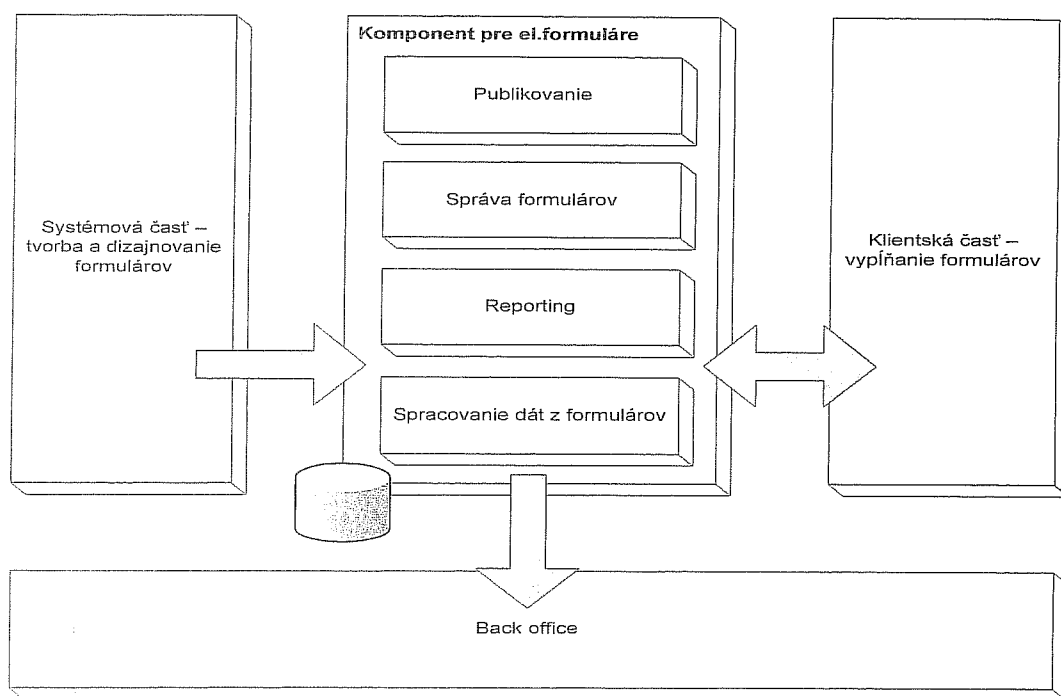 Komponent pre el.formuláre
Publikovanie
Správa formulárov
Reporting
Spracovanie dát z formulárov
Systémová časť –
tvorba a dizajnovanie
formulárov
Klientská časť –
vypĺňanie formulárov
Back office